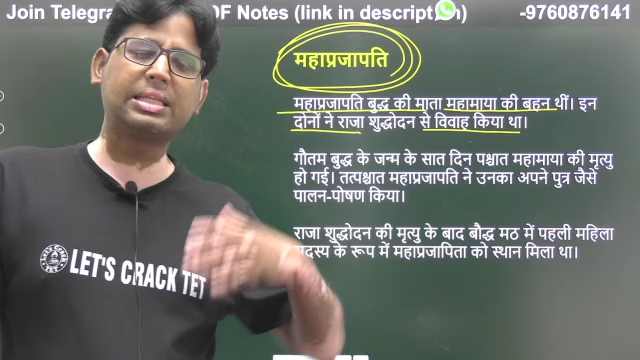 Join Telegra DF Notes (link in descript n) -9760876141
महाप्रजापति
महाप्रजापति बुद्ध की माता महामाया की बहन थीं। इन
दोनों ने राजा शुद्धोदन से विवाह किया था।
गौतम बुद्ध के जन्म के सात दिन पश्चात महामाया की मृत्यु
हो गई। तत्पश्चात महाप्रजापति ने उनका अपने पुत्र जैसे
पालन-पोषण किया।
राजा शुद्धोदन की मृत्यु के बाद बौद्ध मठ में पहली महिला
सदस्य के रूप में महाप्रजापिता को स्थान मिला था।
LET'S CRACK TET